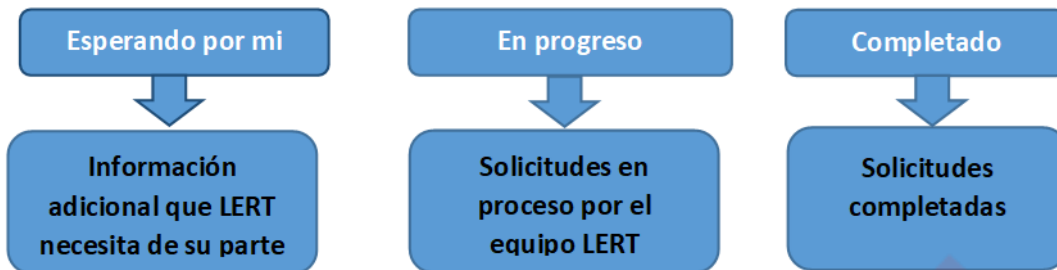 Esperando por mi
En progreso
Completado
Información
adicional que LERT
necesita de su parte
Solicitudes en
proceso por el
equipo LERT
Solicitudes
completadas